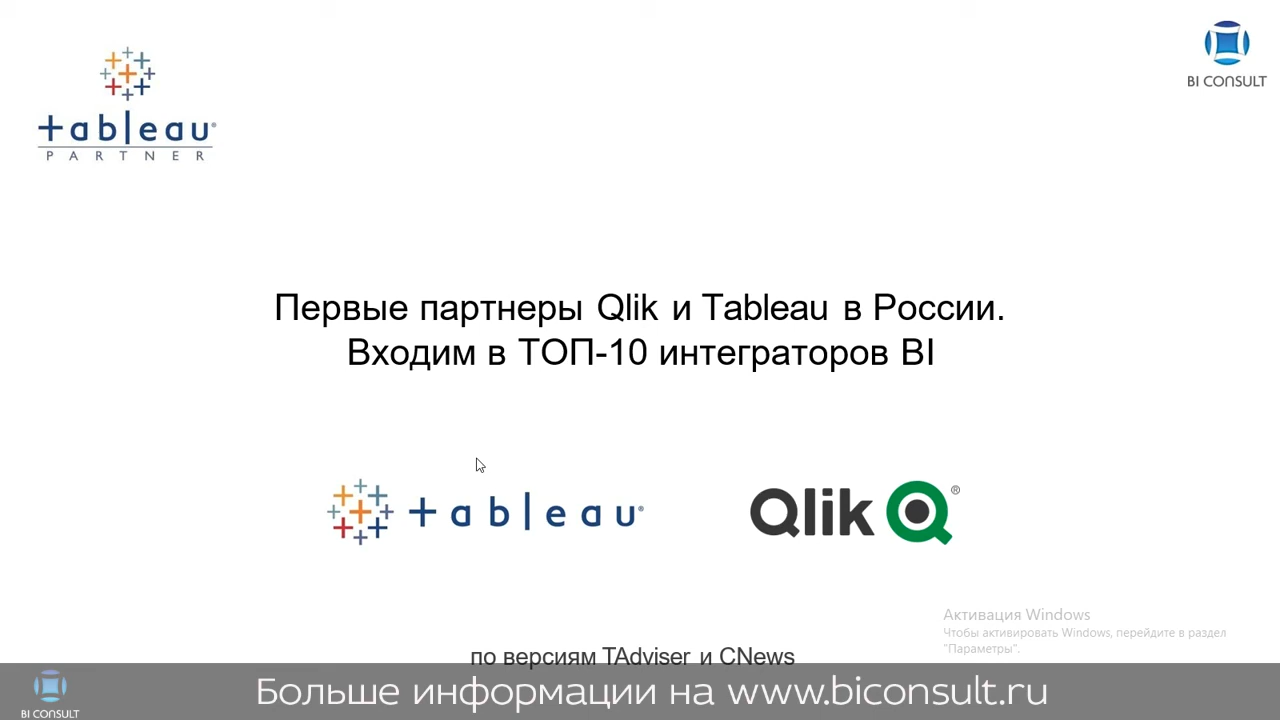 tableau®
PARTNER
BI CONSULT
Первые партнеры Qlik и Tableau в России.
Входим в ТОП-10 интеграторов BI
tableau®
Qlik ®
Активация Windows
Чтобы активировать Windows, перейдите в раздел
"Параметры".
по версиям TAdviser и CNews
Больше информации на www.biconsult.ru
BI CONSULT